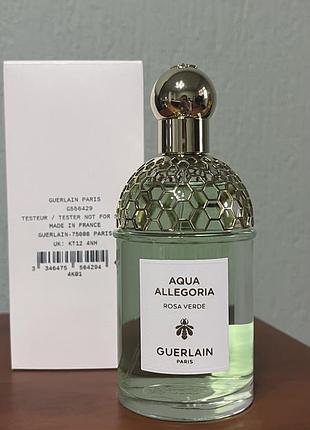 GUERLAIN PARIS
G556429
TESTEUR / TESTER NOT FOR
MADE IN FRANCE
GUERLAIN-75008 PARIS
UK: KT12 4NH
3 346475 564294
4K01
AQUA
ALLEGORIA
ROSA VERDE
GUERLAIN
PARIS